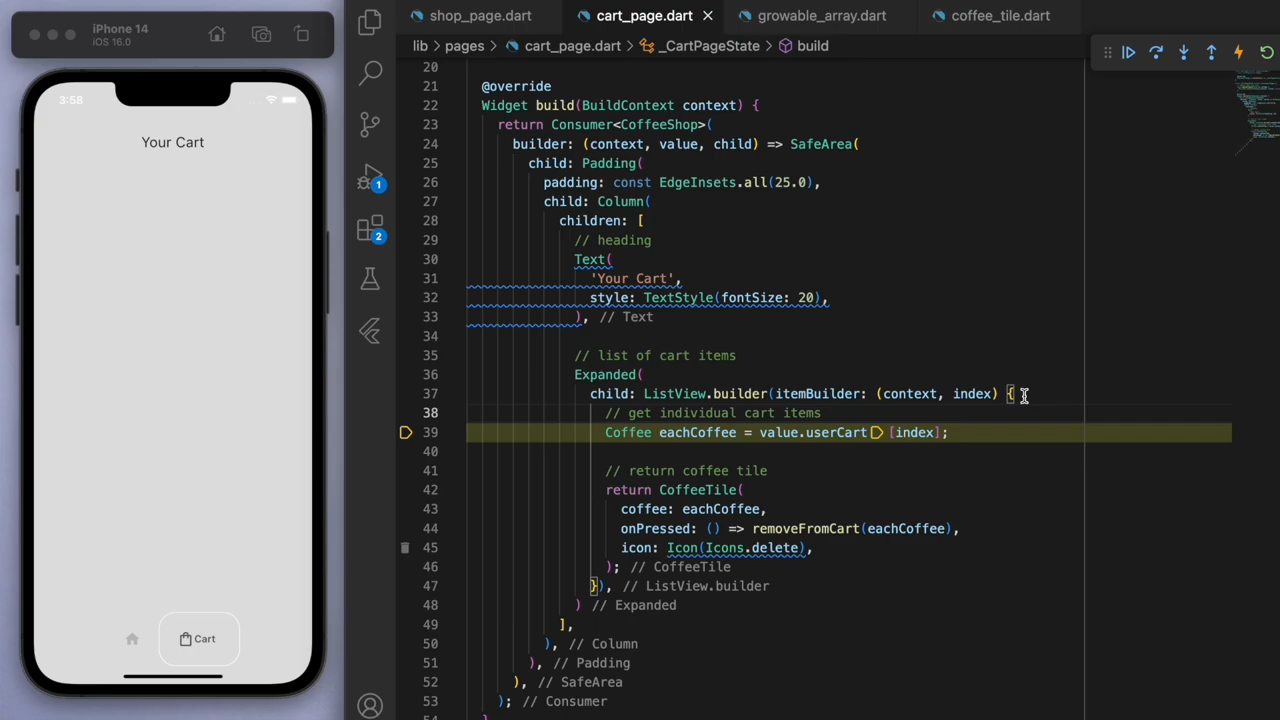 iPhone 14
iOS 16.0
3:58
Your Cart
Cart
1
2
shop_page.dart
cart_page.dart
growable_array.dart
coffee_tile.dart
lib > pages > cart_page.dart > _CartPageState > build
20
21 @override
22 Widget build(BuildContext context) {
23 return Consumer<CoffeeShop>(
24 builder: (context, value, child) => SafeArea(
25 child: Padding(
26 padding: const EdgeInsets.all(25.0),
27 child: Column(
28 children: [
29 // heading
30 Text(
31 'Your Cart',
32 style: TextStyle(fontSize: 20),
33 ), // Text
34
35 // list of cart items
36 Expanded(
37 child: ListView.builder(itemBuilder: (context, index) {
38 // get individual cart items
39 Coffee eachCoffee = value.userCart [index];
40
41 // return coffee tile
42 return CoffeeTile(
43 coffee: eachCoffee,
44 onPressed: () => removeFromCart(eachCoffee),
45 icon: Icon(Icons.delete),
46 ); // CoffeeTile
47 }), // ListView.builder
48 ) // Expanded
49 ],
50 ), // Column
51 ), // Padding
52 ), // SafeArea
53 ); // Consumer
54 }